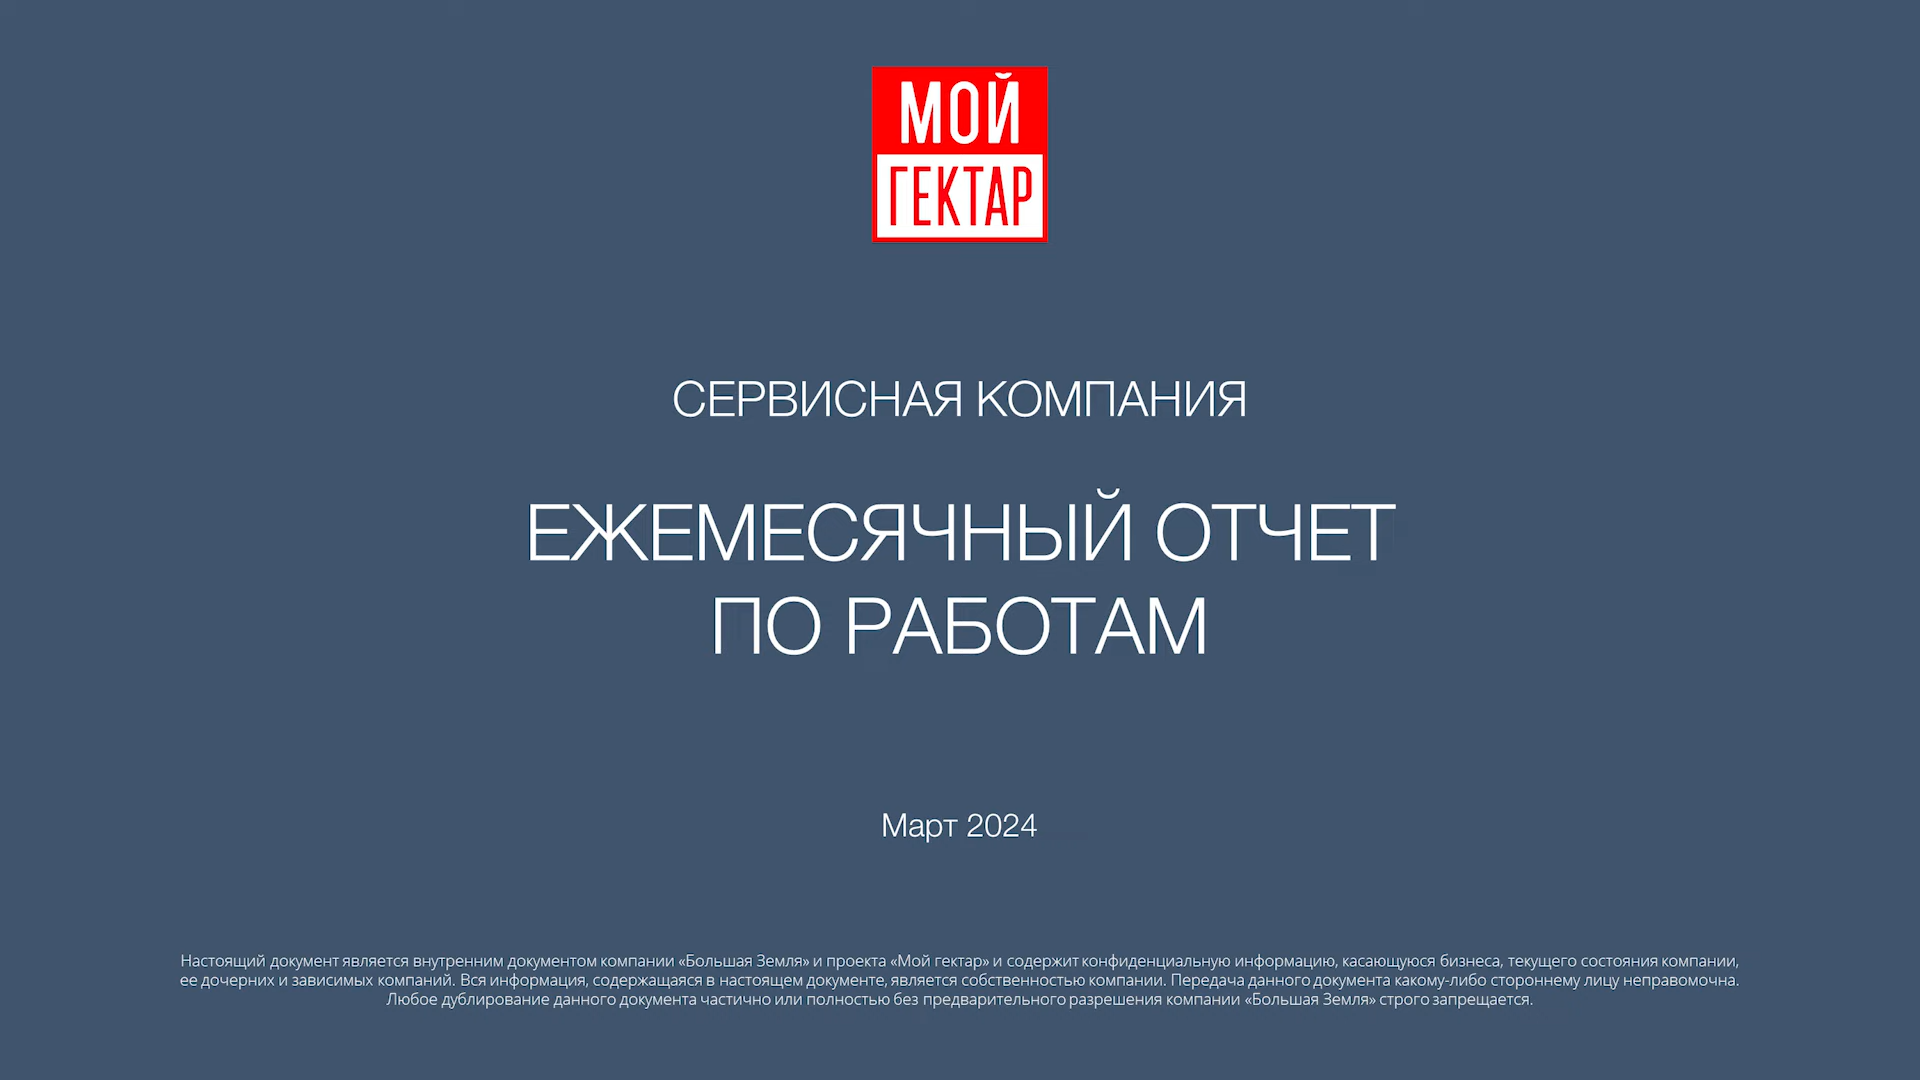 МОЙ
ГЕКТАР
СЕРВИСНАЯ КОМПАНИЯ
ЕЖЕМЕСЯЧНЫЙ ОТЧЕТ
ПО РАБОТАМ
Март 2024
Настоящий документ является внутренним документом компании «Большая Земля» и проекта «Мой гектар» и содержит конфиденциальную информацию, касающуюся бизнеса, текущего состояния компании,
ее дочерних и зависимых компаний. Вся информация, содержащаяся в настоящем документе, является собственностью компании. Передача данного документа какому-либо стороннему лицу неправомочна.
Любое дублирование данного документа частично или полностью без предварительного разрешения компании «Большая Земля» строго запрещается.